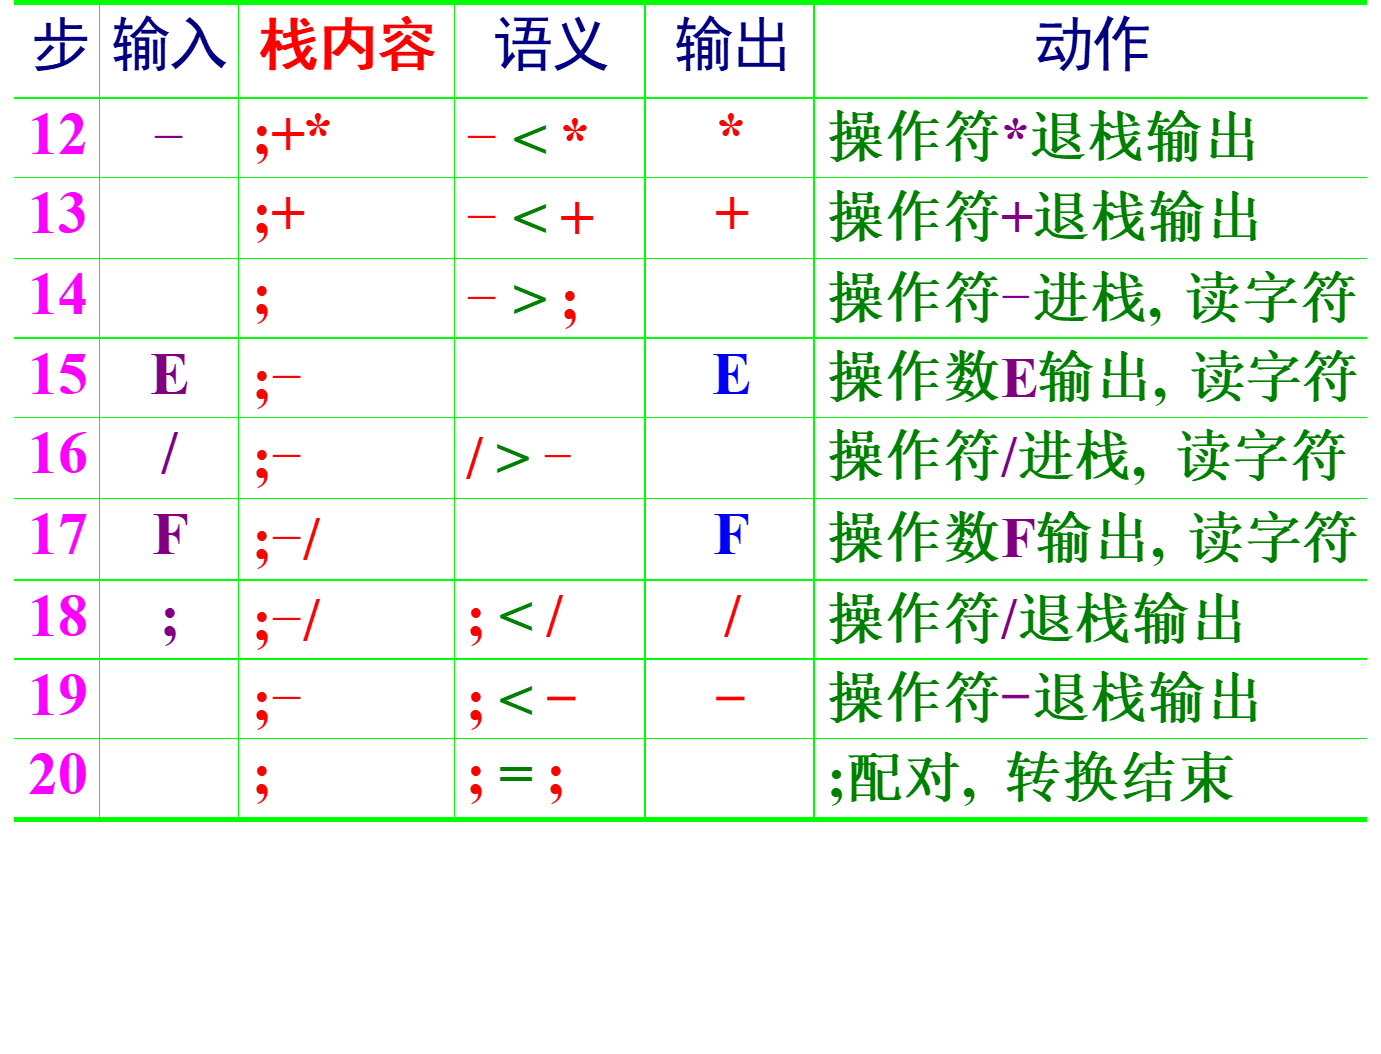 步 输入 栈内容 语义 输出 动作
12 – ;+* – < * * 操作符*退栈输出
13 ;+ – < + + 操作符+退栈输出
14 ; – > ; 操作符–进栈, 读字符
15 E ;– E 操作数E输出, 读字符
16 / ;– / > – 操作符/进栈, 读字符
17 F ;–/ F 操作数F输出, 读字符
18 ; ;–/ ; < / / 操作符/退栈输出
19 ;– ; < – – 操作符–退栈输出
20 ; ; = ; ;配对, 转换结束